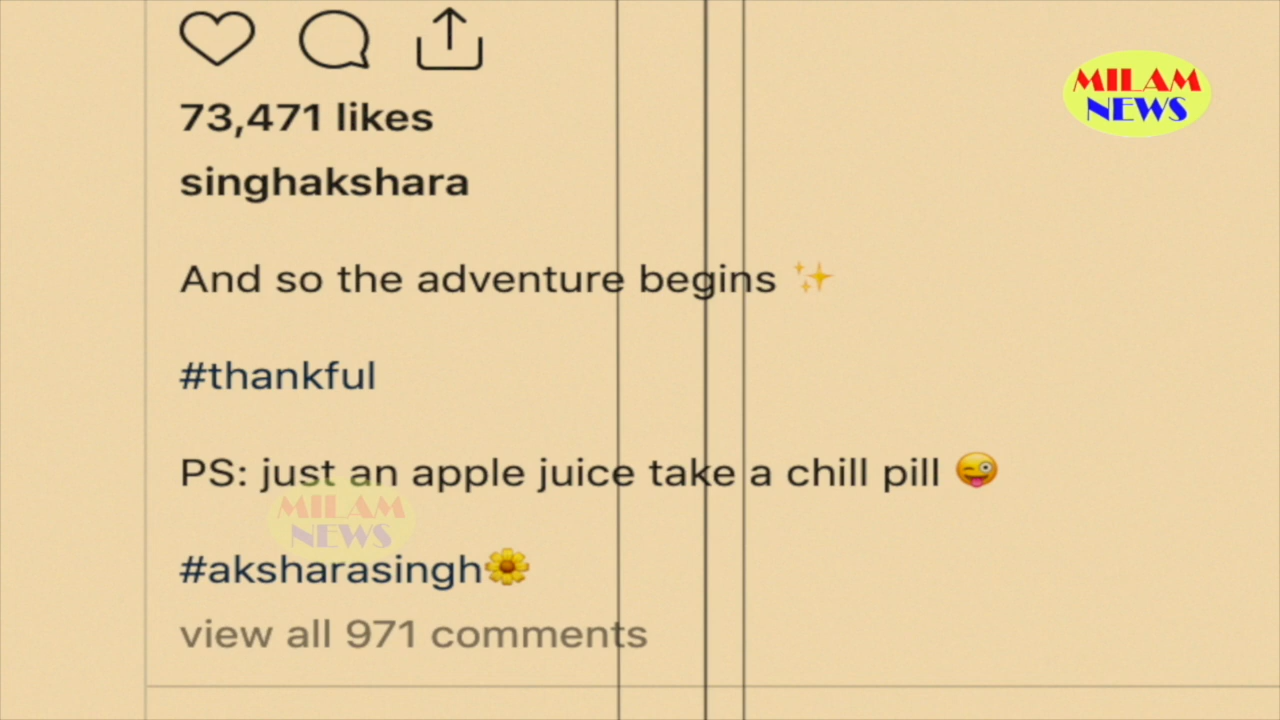 73,471 likes
MILAM
NEWS
singhakshara
And so the adventure begins ✨
#thankful
PS: just an apple juice take a chill pill 😜
MILAM
NEWS
#aksharasingh🌼
view all 971 comments